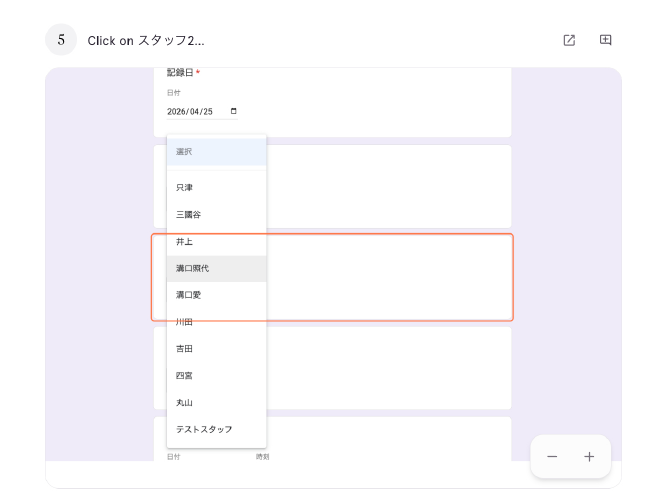 5 Click on スタッフ2...
記録日 *
日付
2026/04/25
選択
只津
三國谷
井上
溝口照代
溝口愛
川田
吉田
四宮
丸山
テストスタッフ
日付 時刻